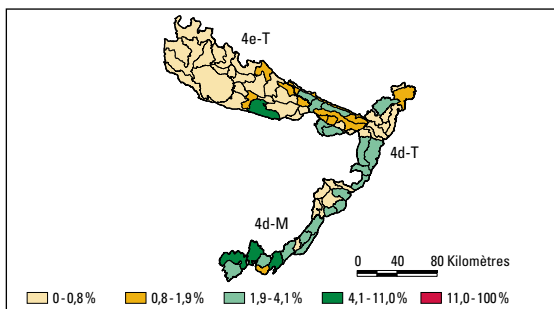 4e-T
4d-T
4d-M
0 40 80 Kilomètres
0 - 0,8 % 0,8 - 1,9 % 1,9 - 4,1 % 4,1 - 11,0 % 11,0 - 100 %